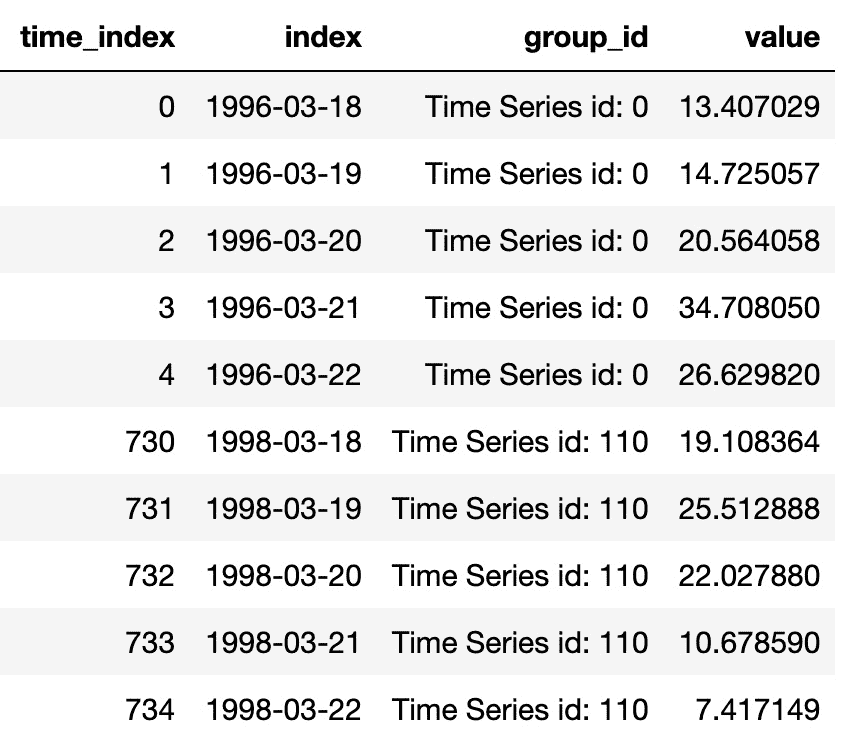 time_index index group_id value
0 1996-03-18 Time Series id: 0 13.407029
1 1996-03-19 Time Series id: 0 14.725057
2 1996-03-20 Time Series id: 0 20.564058
3 1996-03-21 Time Series id: 0 34.708050
4 1996-03-22 Time Series id: 0 26.629820
730 1998-03-18 Time Series id: 110 19.108364
731 1998-03-19 Time Series id: 110 25.512888
732 1998-03-20 Time Series id: 110 22.027880
733 1998-03-21 Time Series id: 110 10.678590
734 1998-03-22 Time Series id: 110 7.417149